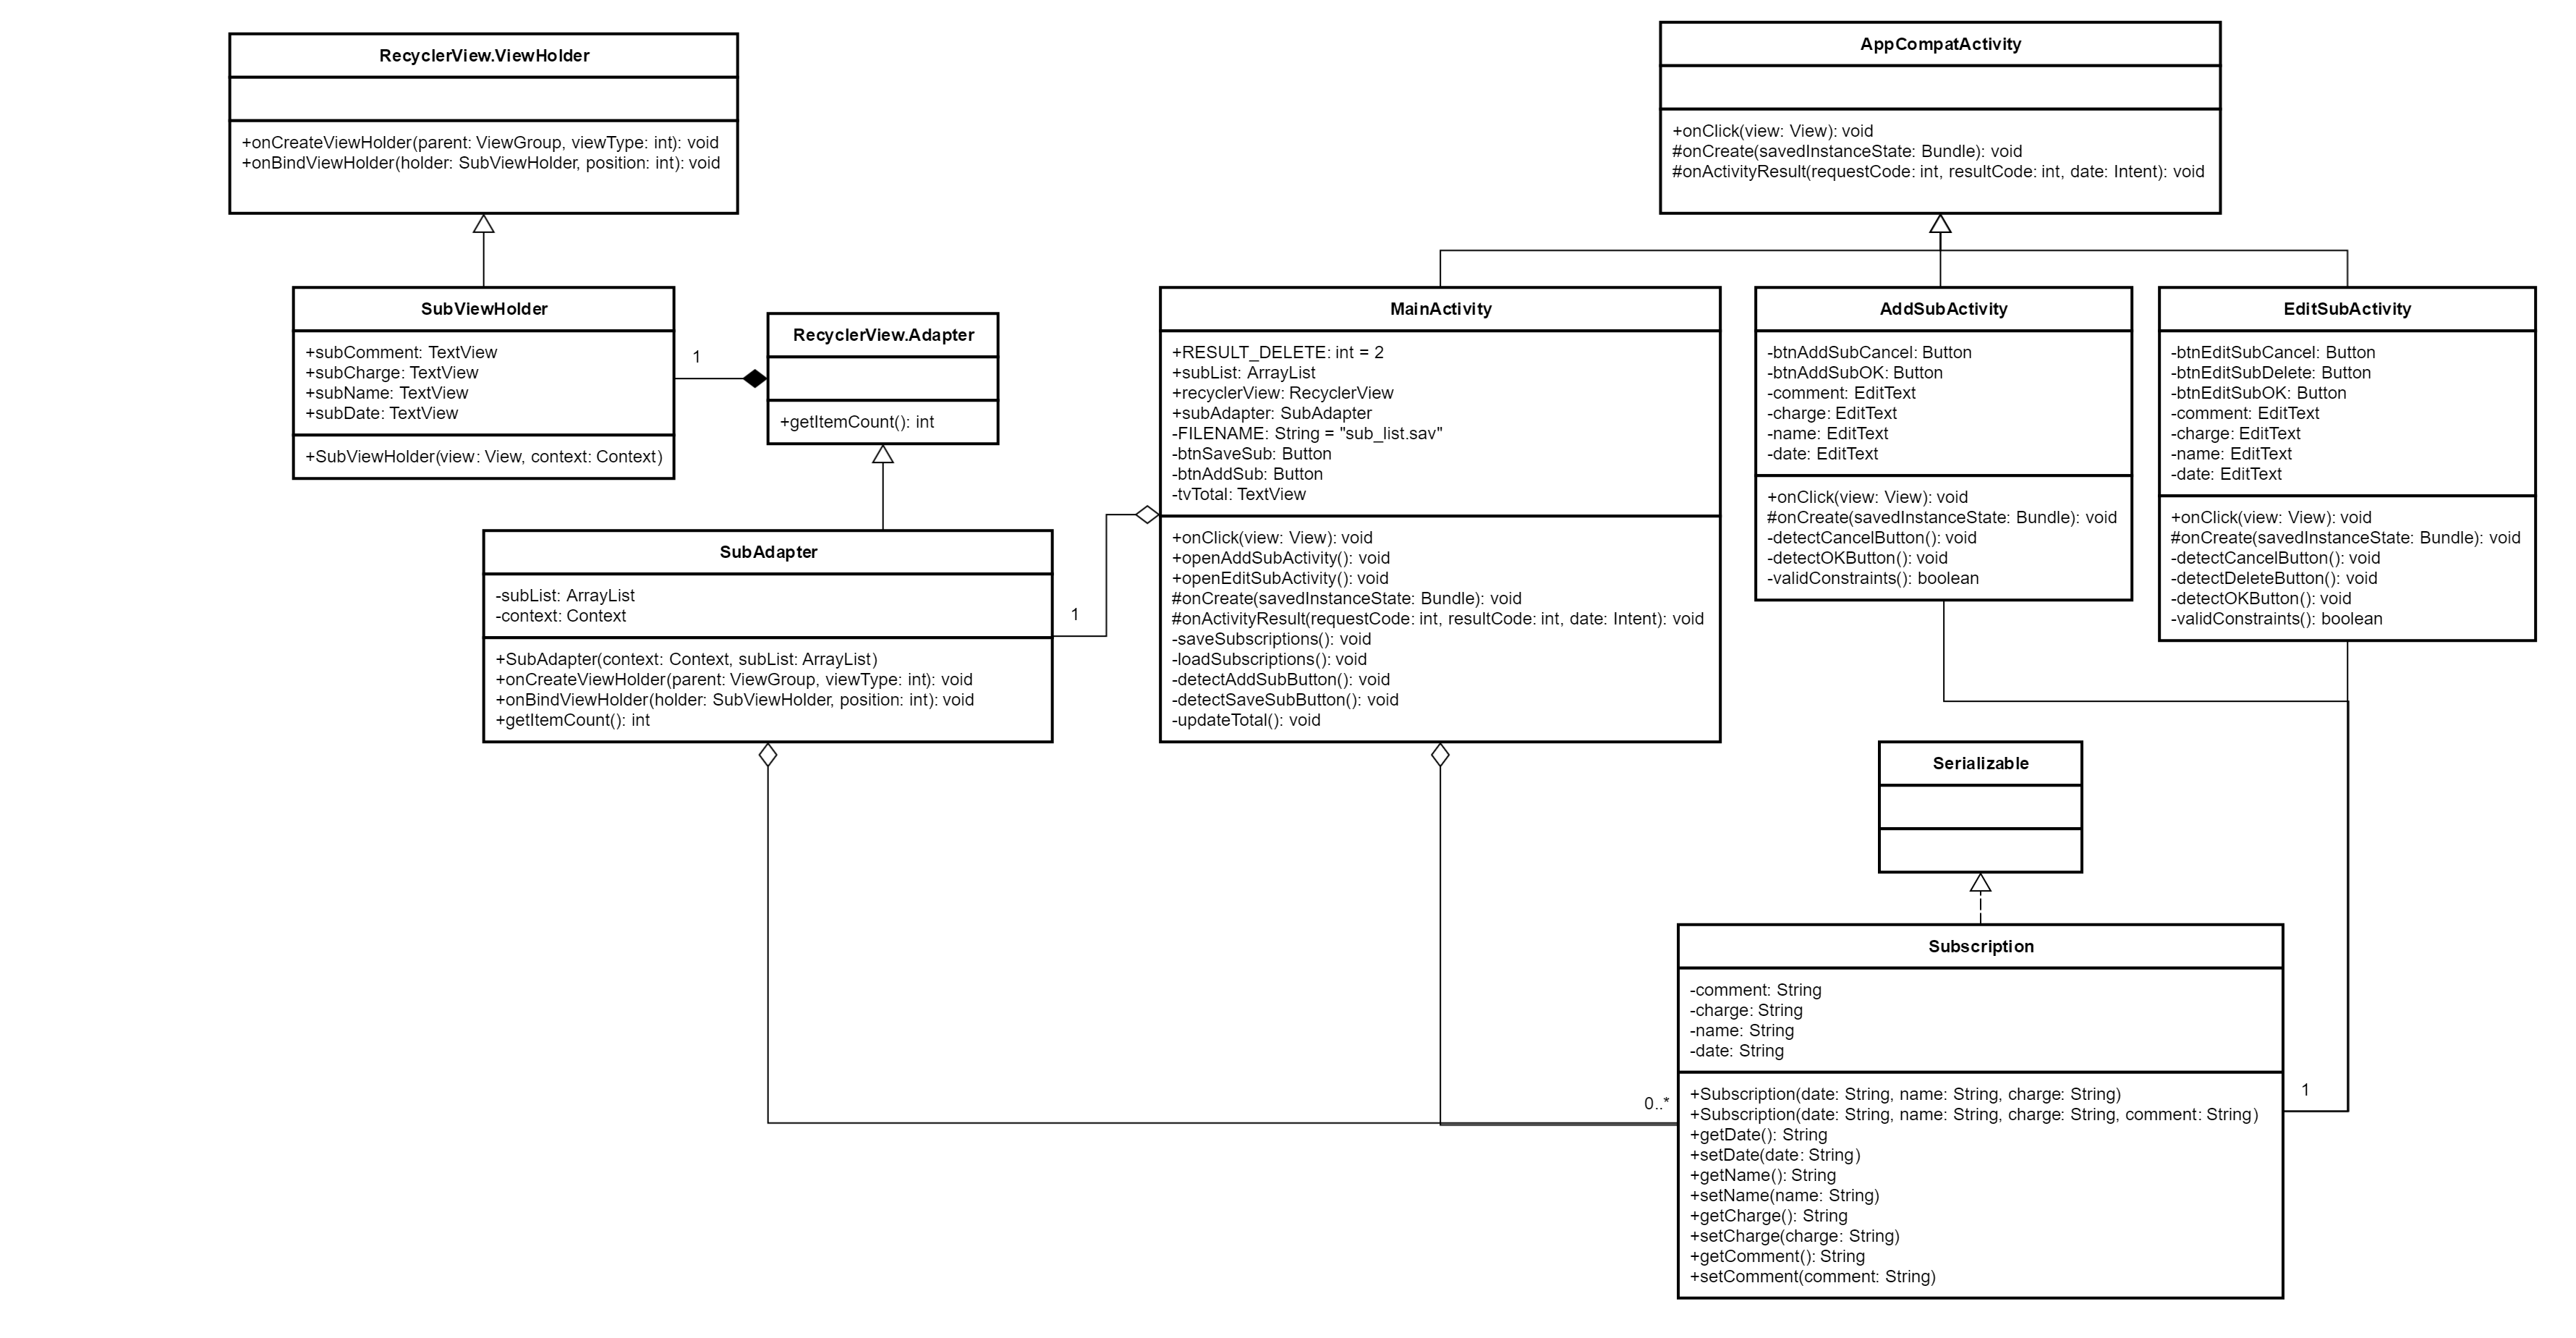 RecyclerView.ViewHolder
+onCreateViewHolder(parent: ViewGroup, viewType: int): void
+onBindViewHolder(holder: SubViewHolder, position: int): void
AppCompatActivity
+onClick(view: View): void
#onCreate(savedInstanceState: Bundle): void
#onActivityResult(requestCode: int, resultCode: int, date: Intent): void
SubViewHolder
+subComment: TextView
+subCharge: TextView
+subName: TextView
+subDate: TextView
+SubViewHolder(view: View, context: Context)
1
RecyclerView.Adapter
+getItemCount(): int
MainActivity
+RESULT_DELETE: int = 2
+subList: ArrayList
+recyclerView: RecyclerView
+subAdapter: SubAdapter
-FILENAME: String = "sub_list.sav"
-btnSaveSub: Button
-btnAddSub: Button
-tvTotal: TextView
+onClick(view: View): void
+openAddSubActivity(): void
+openEditSubActivity(): void
#onCreate(savedInstanceState: Bundle): void
#onActivityResult(requestCode: int, resultCode: int, date: Intent): void
-saveSubscriptions(): void
-loadSubscriptions(): void
-detectAddSubButton(): void
-detectSaveSubButton(): void
-updateTotal(): void
AddSubActivity
-btnAddSubCancel: Button
-btnAddSubOK: Button
-comment: EditText
-charge: EditText
-name: EditText
-date: EditText
+onClick(view: View): void
#onCreate(savedInstanceState: Bundle): void
-detectCancelButton(): void
-detectOKButton(): void
-validConstraints(): boolean
EditSubActivity
-btnEditSubCancel: Button
-btnEditSubDelete: Button
-btnEditSubOK: Button
-comment: EditText
-charge: EditText
-name: EditText
-date: EditText
+onClick(view: View): void
#onCreate(savedInstanceState: Bundle): void
-detectCancelButton(): void
-detectDeleteButton(): void
-detectOKButton(): void
-validConstraints(): boolean
SubAdapter
-subList: ArrayList
-context: Context
+SubAdapter(context: Context, subList: ArrayList)
+onCreateViewHolder(parent: ViewGroup, viewType: int): void
+onBindViewHolder(holder: SubViewHolder, position: int): void
+getItemCount(): int
1
Serializable
Subscription
-comment: String
-charge: String
-name: String
-date: String
+Subscription(date: String, name: String, charge: String)
+Subscription(date: String, name: String, charge: String, comment: String)
+getDate(): String
+setDate(date: String)
+getName(): String
+setName(name: String)
+getCharge(): String
+setCharge(charge: String)
+getComment(): String
+setComment(comment: String)
0..*
1